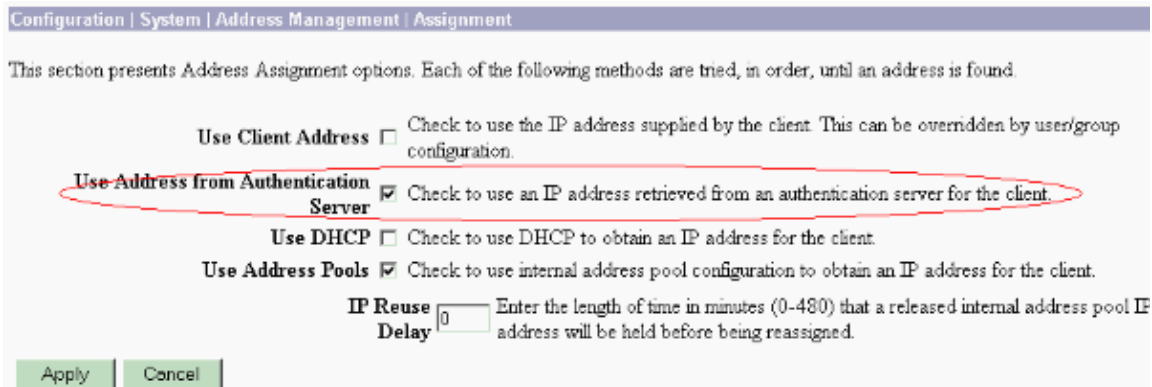 Configuration | System | Address Management | Assignment
This section presents Address Assignment options. Each of the following methods are tried, in order, until an address is found.
Use Client Address Check to use the IP address supplied by the client. This can be overridden by user/group
configuration.
Use Address from Authentication
Server Check to use an IP address retrieved from an authentication server for the client.
Use DHCP Check to use DHCP to obtain an IP address for the client.
Use Address Pools Check to use internal address pool configuration to obtain an IP address for the client.
IP Reuse Enter the length of time in minutes (0-480) that a released internal address pool IP
Delay 0 address will be held before being reassigned.
Apply Cancel